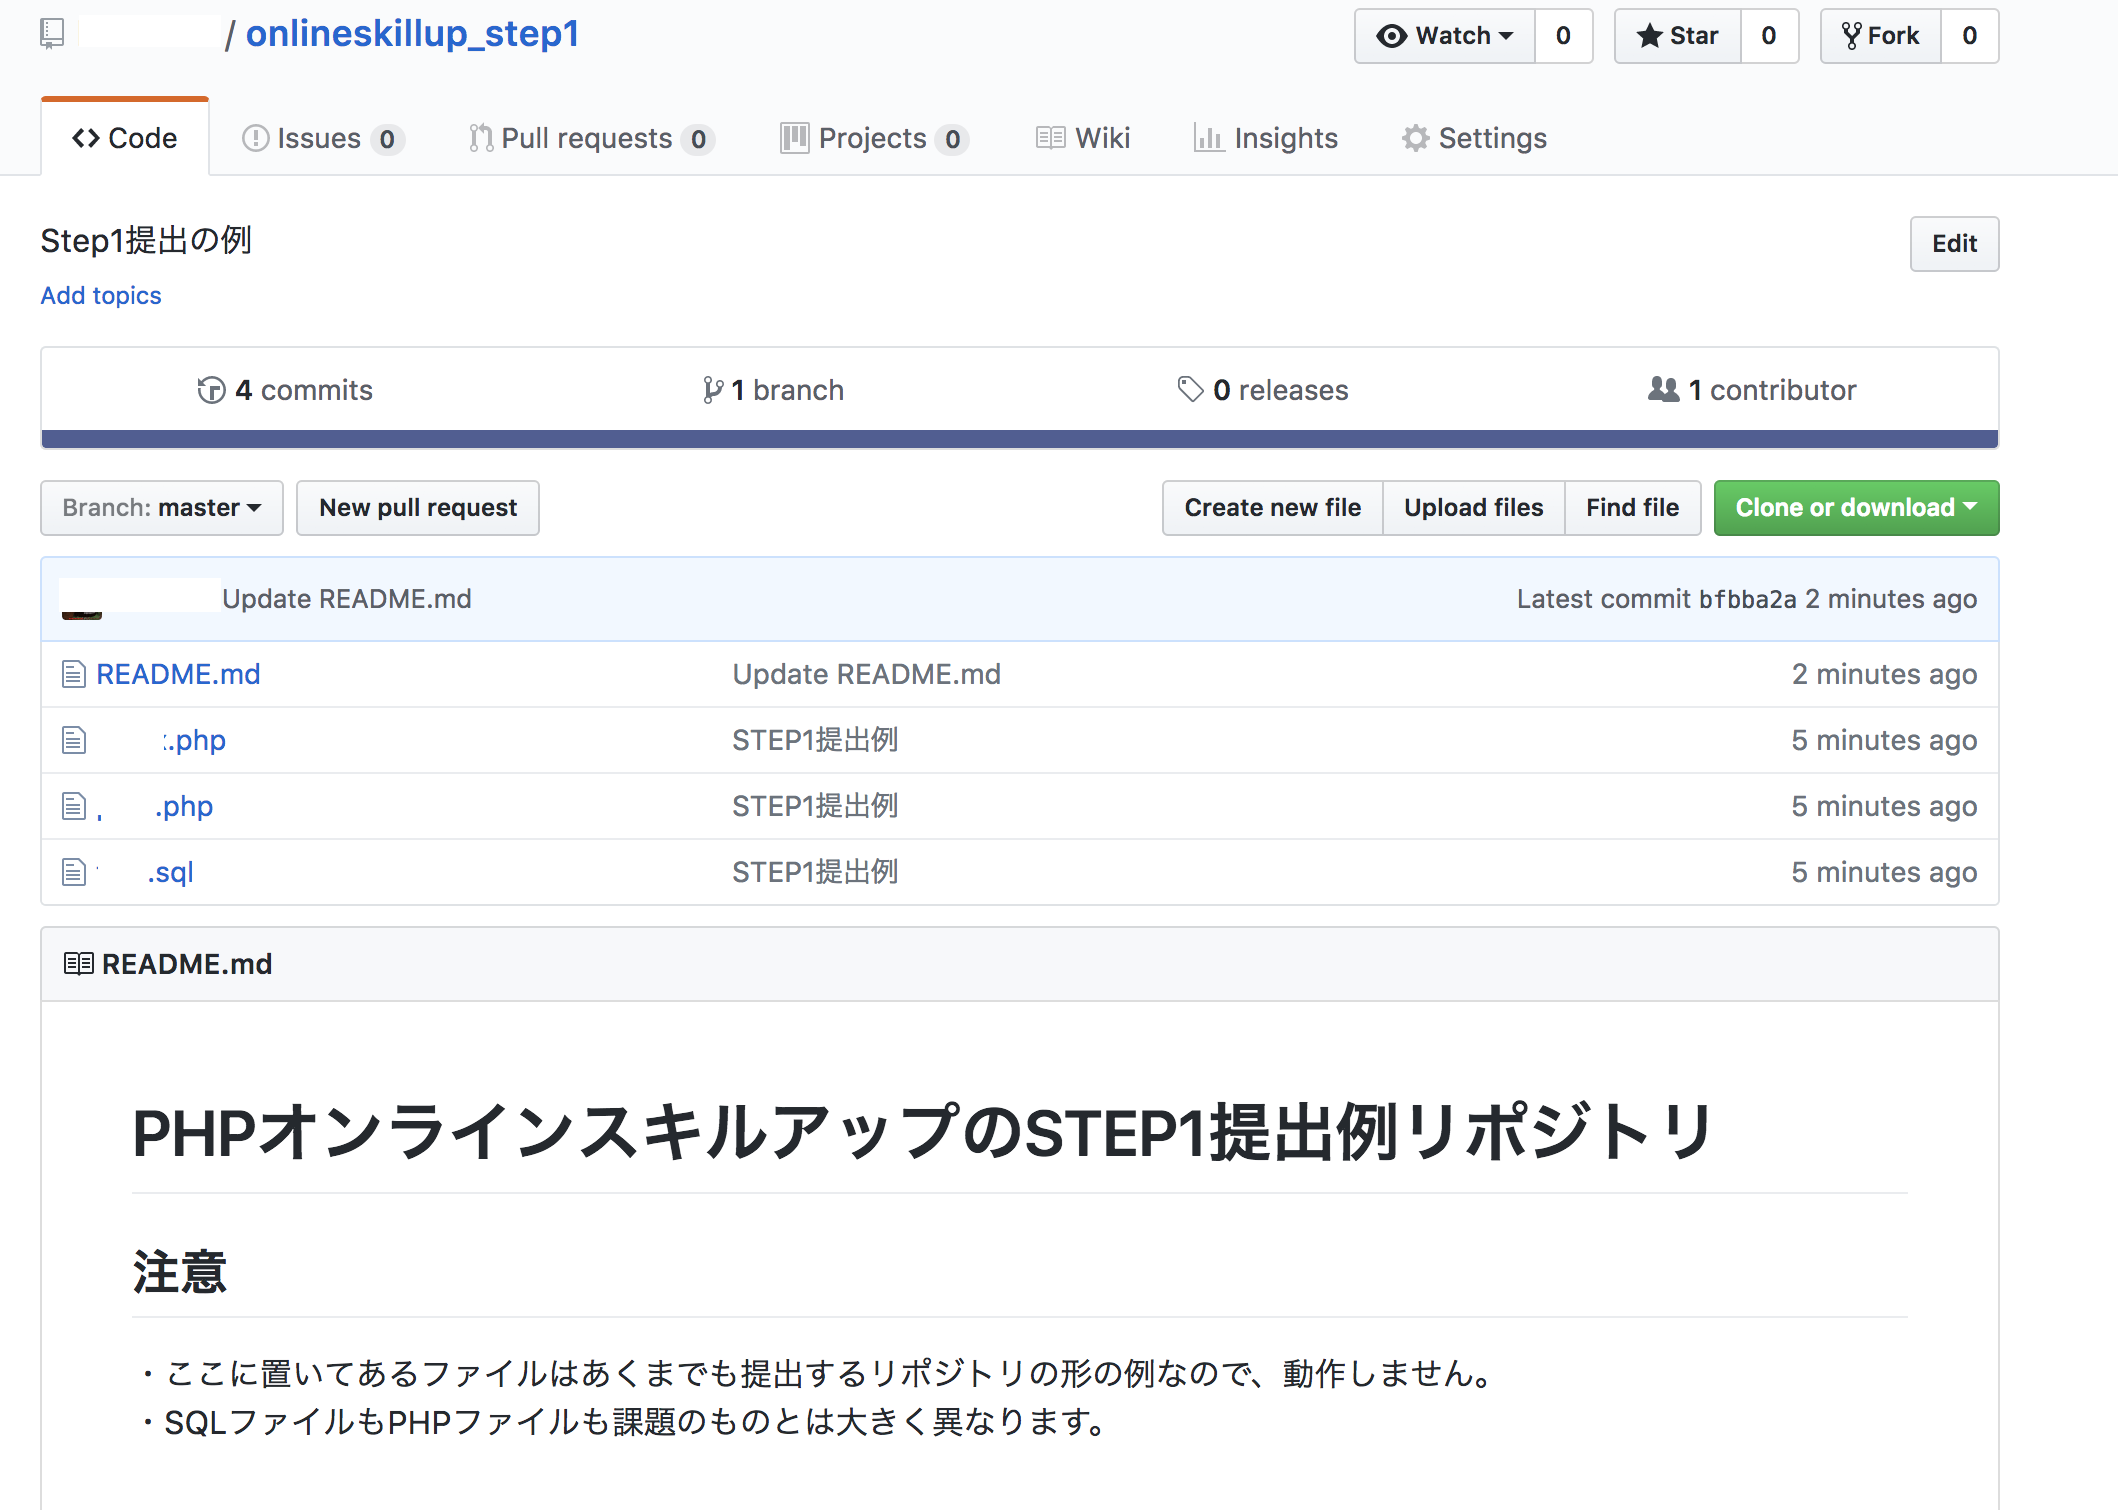 / onlineskillup_step1
Watch 0 Star 0 Fork 0
Code Issues 0 Pull requests 0 Projects 0 Wiki Insights Settings
Step1提出の例
Edit
Add topics
4 commits 1 branch 0 releases 1 contributor
Branch: master New pull request Create new file Upload files Find file Clone or download
Update README.md Latest commit bfbba2a 2 minutes ago
README.md Update README.md 2 minutes ago
.php STEP1提出例 5 minutes ago
.php STEP1提出例 5 minutes ago
.sql STEP1提出例 5 minutes ago
README.md
PHPオンラインスキルアップのSTEP1提出例リポジトリ
注意
・ここに置いてあるファイルはあくまでも提出するリポジトリの形の例なので、動作しません。
・SQLファイルもPHPファイルも課題のものとは大きく異なります。